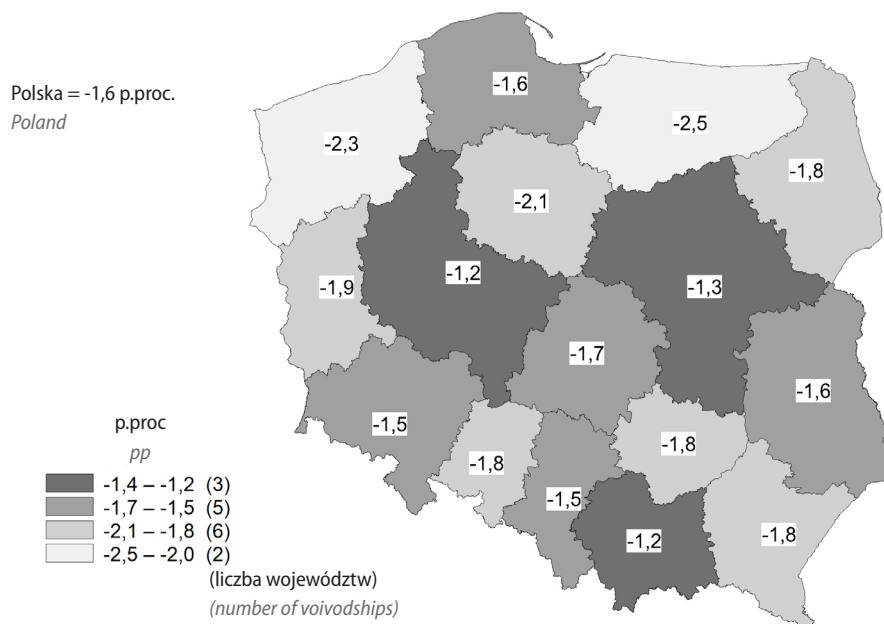 Polska = -1,6 p.proc.
Poland
-1,6
-2,3
-2,5
-1,8
-2,1
-1,2
-1,9
-1,3
-1,7
-1,6
-1,5
-1,8
-1,8
-1,5
-1,2
-1,8
p.proc
pp
-1,4 – -1,2 (3)
-1,7 – -1,5 (5)
-2,1 – -1,8 (6)
-2,5 – -2,0 (2)
(liczba województw)
(number of voivodships)